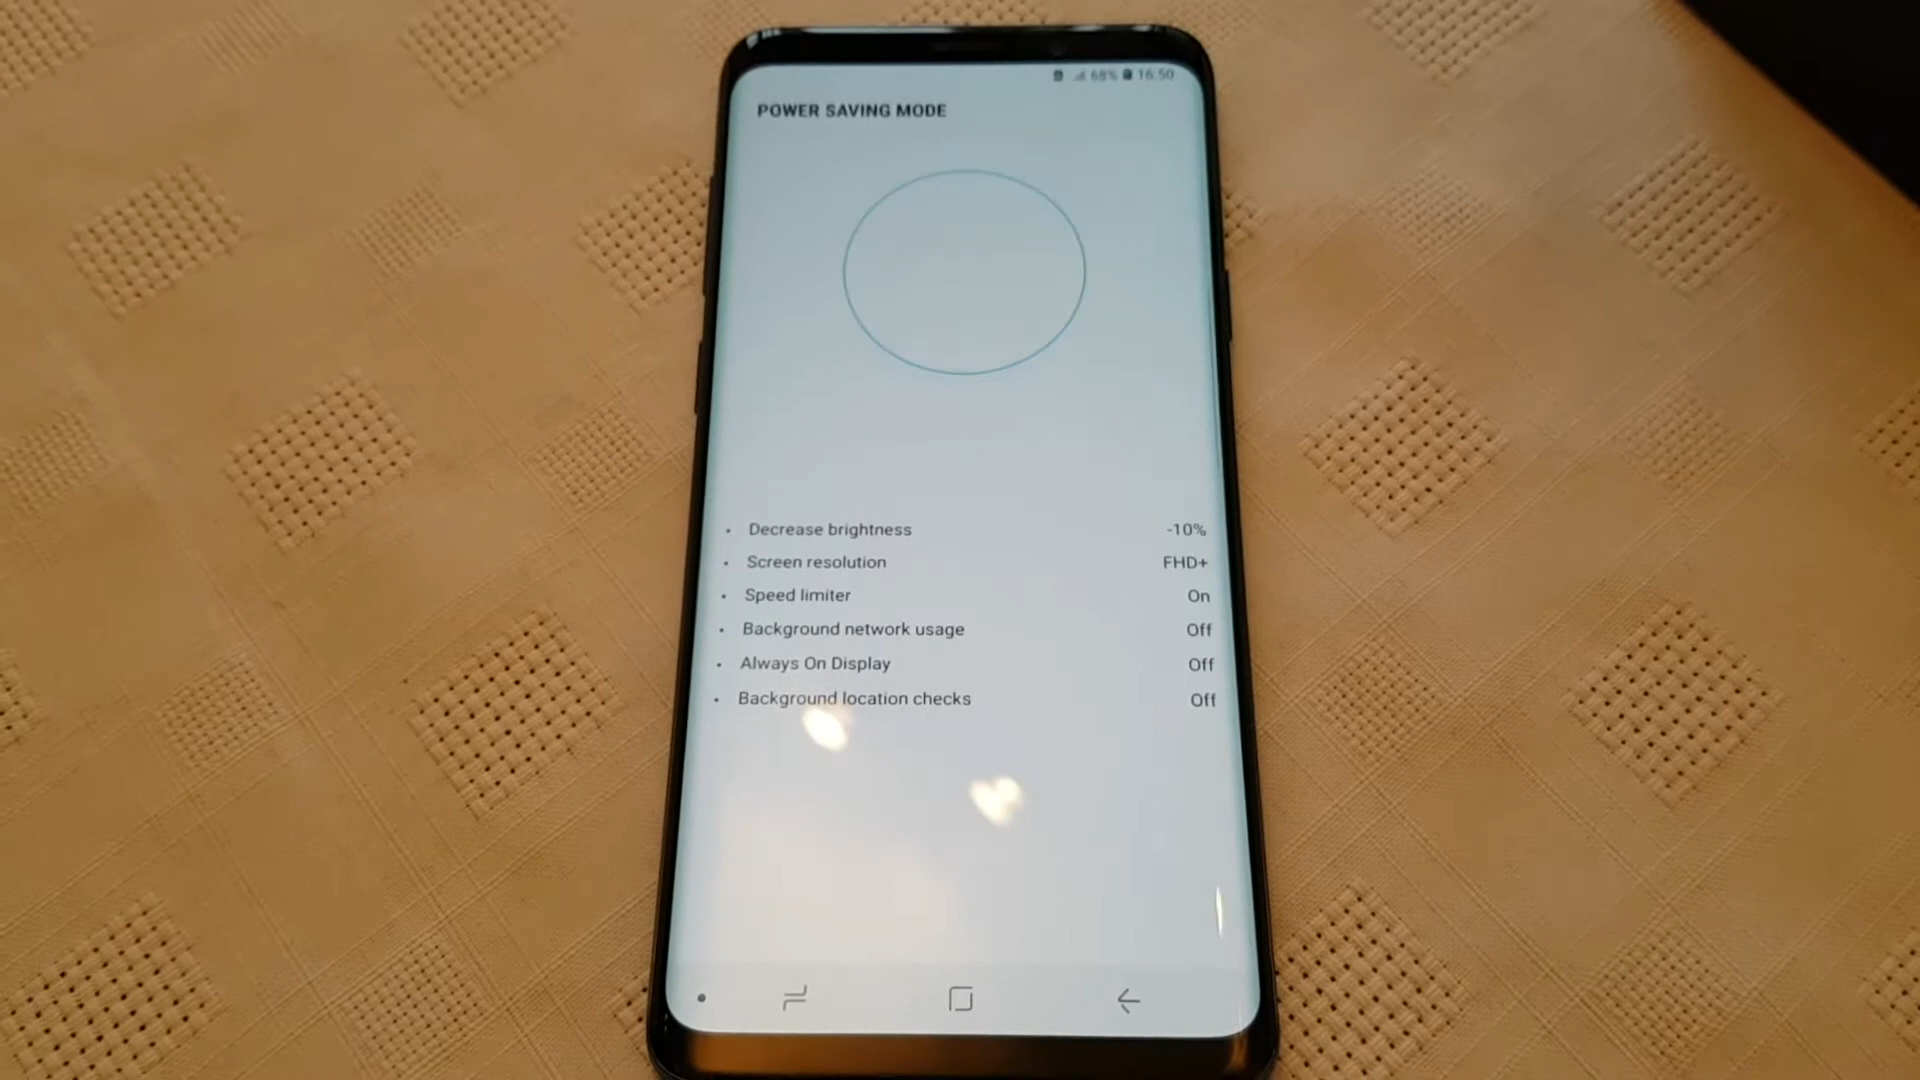 68% 16:50
POWER SAVING MODE
• Decrease brightness -10%
• Screen resolution FHD+
• Speed limiter On
• Background network usage Off
• Always On Display Off
• Background location checks Off